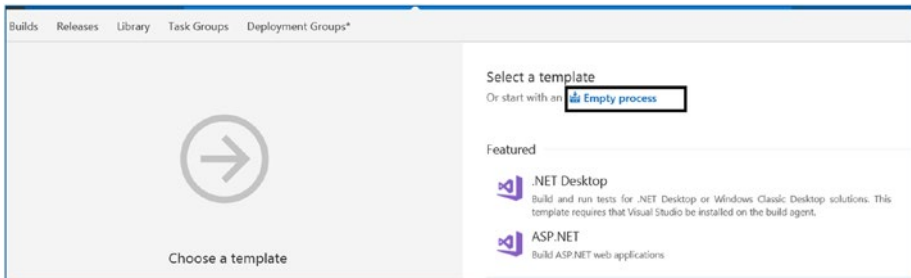 Builds Releases Library Task Groups Deployment Groups*
Select a template
Or start with an Empty process
Featured
.NET Desktop
Build and run tests for .NET Desktop or Windows Classic Desktop solutions. This
template requires that Visual Studio be installed on the build agent.
ASP.NET
Build ASP.NET web applications
Choose a template